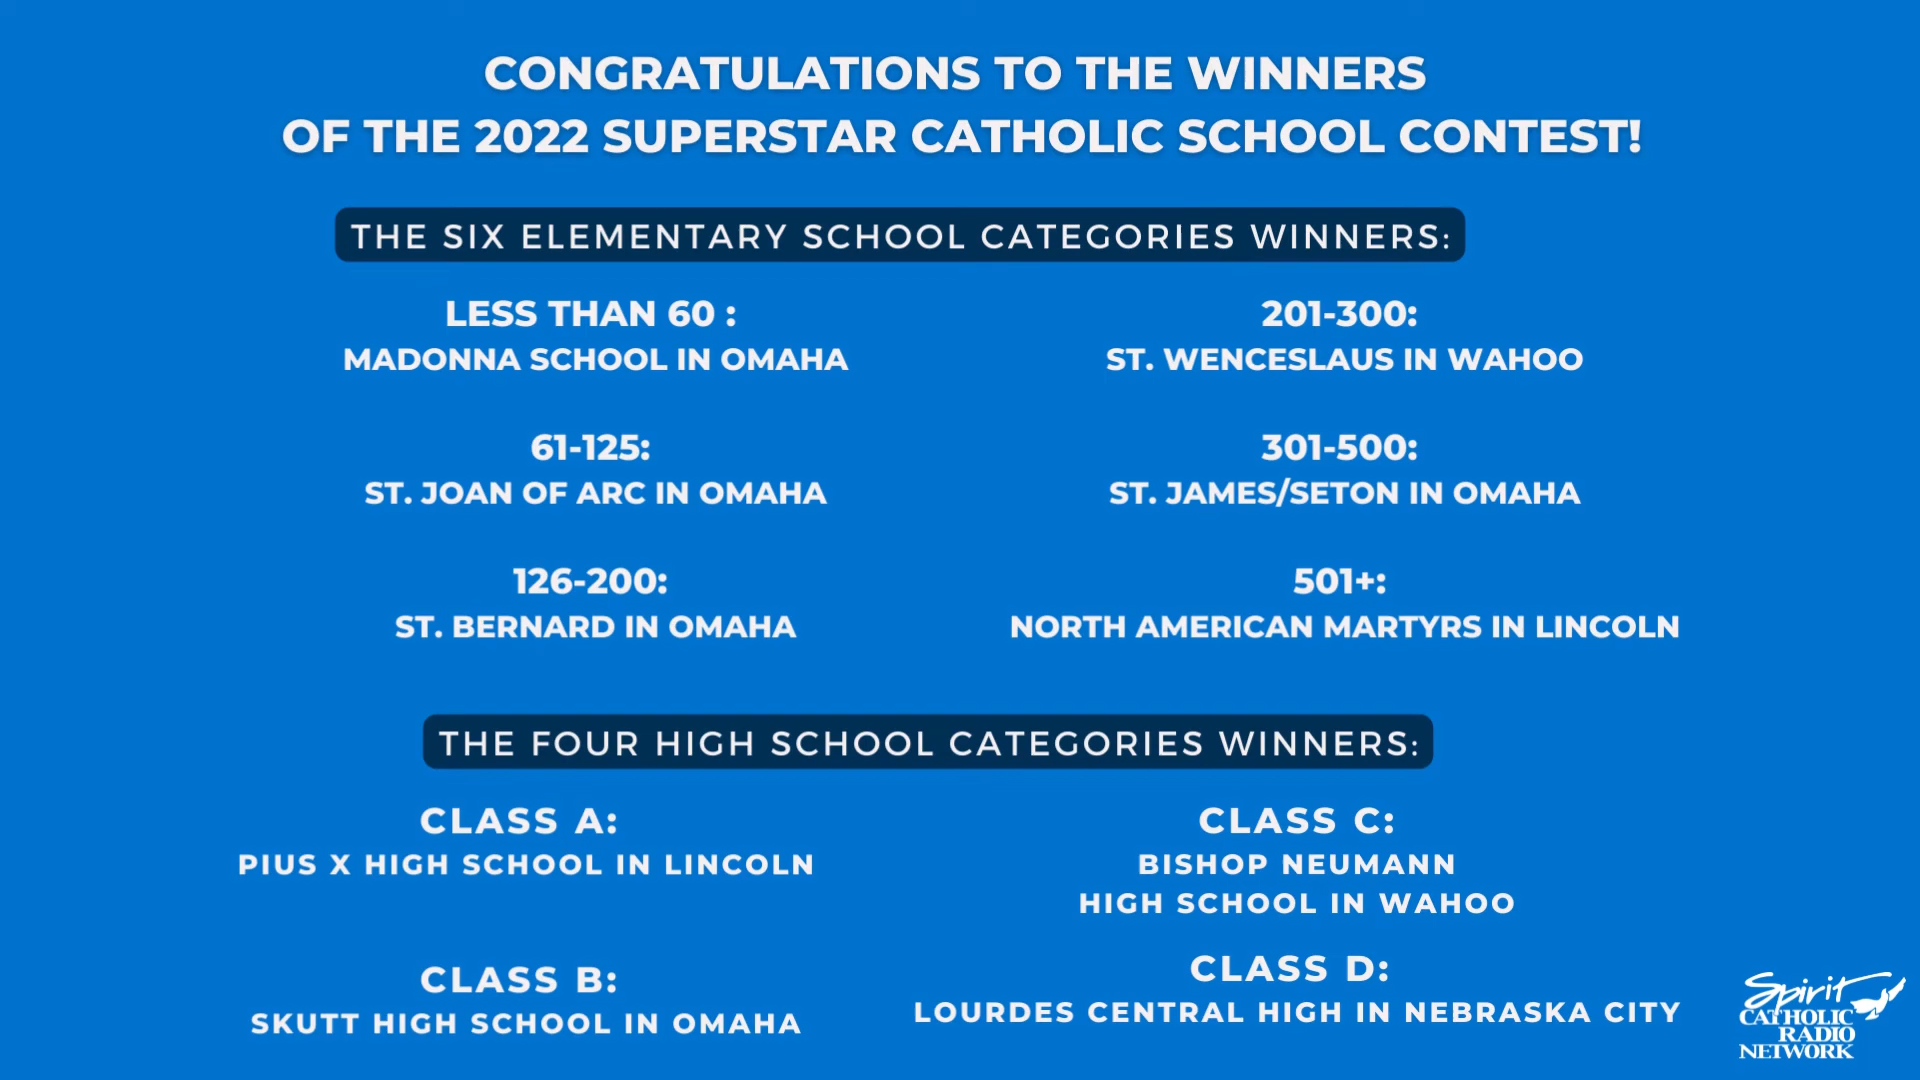 CONGRATULATIONS TO THE WINNERS
OF THE 2022 SUPERSTAR CATHOLIC SCHOOL CONTEST!
THE SIX ELEMENTARY SCHOOL CATEGORIES WINNERS:
LESS THAN 60 :
MADONNA SCHOOL IN OMAHA
61-125:
ST. JOAN OF ARC IN OMAHA
126-200:
ST. BERNARD IN OMAHA
201-300:
ST. WENCESLAUS IN WAHOO
301-500:
ST. JAMES/SETON IN OMAHA
501+:
NORTH AMERICAN MARTYRS IN LINCOLN
THE FOUR HIGH SCHOOL CATEGORIES WINNERS:
CLASS A:
PIUS X HIGH SCHOOL IN LINCOLN
CLASS B:
SKUTT HIGH SCHOOL IN OMAHA
CLASS C:
BISHOP NEUMANN
HIGH SCHOOL IN WAHOO
CLASS D:
LOURDES CENTRAL HIGH IN NEBRASKA CITY
Spirit
CATHOLIC
RADIO
NETWORK